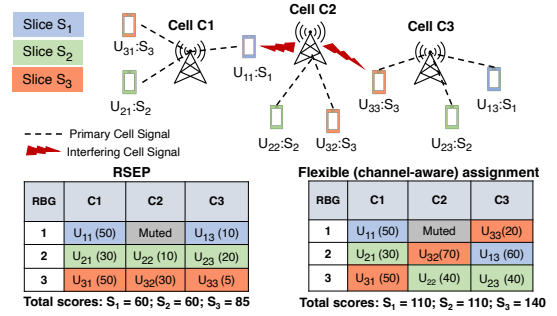 Slice S₁
Slice S₂
Slice S₃
Cell C1
Cell C2
Cell C3
U₃₁:S₃
U₁₁:S₁
U₂₁:S₂
U₃₃:S₃
U₁₃:S₁
U₂₂:S₂
U₃₂:S₃
U₂₃:S₂
Primary Cell Signal
Interfering Cell Signal
RSEP
RBG C1 C2 C3
1 U₁₁ (50) Muted U₁₃ (10)
2 U₂₁ (30) U₂₂ (10) U₂₃ (20)
3 U₃₁ (50) U₃₂(30) U₃₃ (5)
Total scores: S₁ = 60; S₂ = 60; S₃ = 85
Flexible (channel-aware) assignment
RBG C1 C2 C3
1 U₁₁ (50) Muted U₃₃(20)
2 U₂₁ (30) U₃₂(70) U₁₃ (60)
3 U₃₁ (50) U₂₂ (40) U₂₃ (40)
Total scores: S₁ = 110; S₂ = 110; S₃ = 140